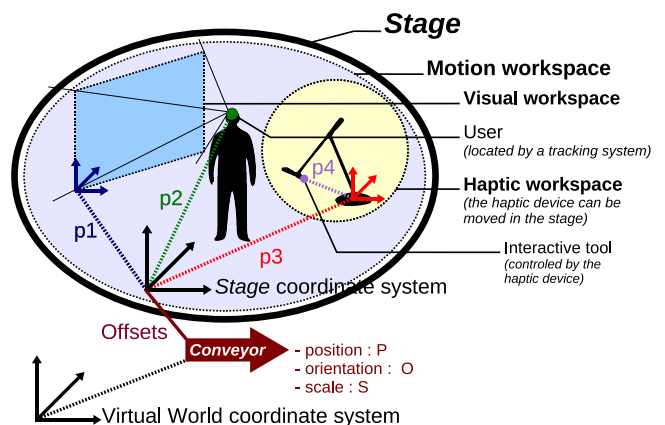 Stage
Motion workspace
Visual workspace
User
(located by a tracking system)
p4
p2
Haptic workspace
(the haptic device can be
moved in the stage)
p1
p3
Interactive tool
(controled by the
haptic device)
Stage coordinate system
Offsets
Conveyor
- position : P
- orientation : O
- scale : S
Virtual World coordinate system